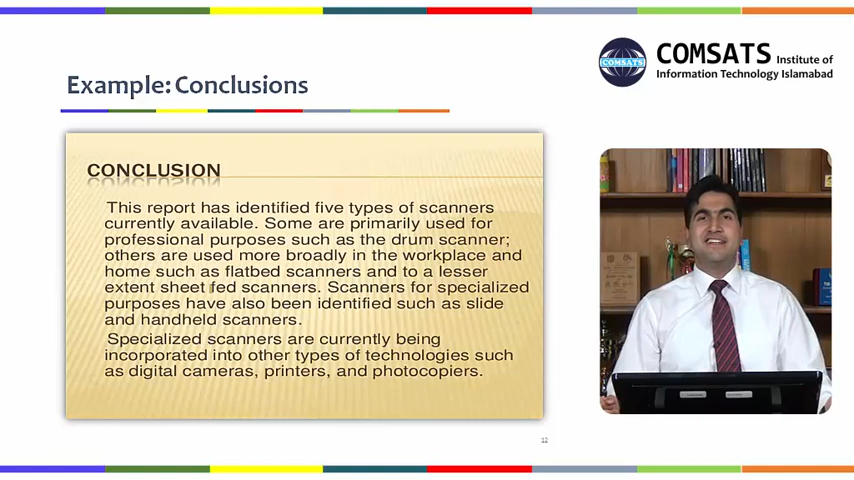 COMSATS Institute of
Information Technology Islamabad
COMSATS
Example: Conclusions
CONCLUSION
This report has identified five types of scanners
currently available. Some are primarily used for
professional purposes such as the drum scanner;
others are used more broadly in the workplace and
home such as flatbed scanners and to a lesser
extent sheet fed scanners. Scanners for specialized
purposes have also been identified such as slide
and handheld scanners.
Specialized scanners are currently being
incorporated into other types of technologies such
as digital cameras, printers, and photocopiers.
12